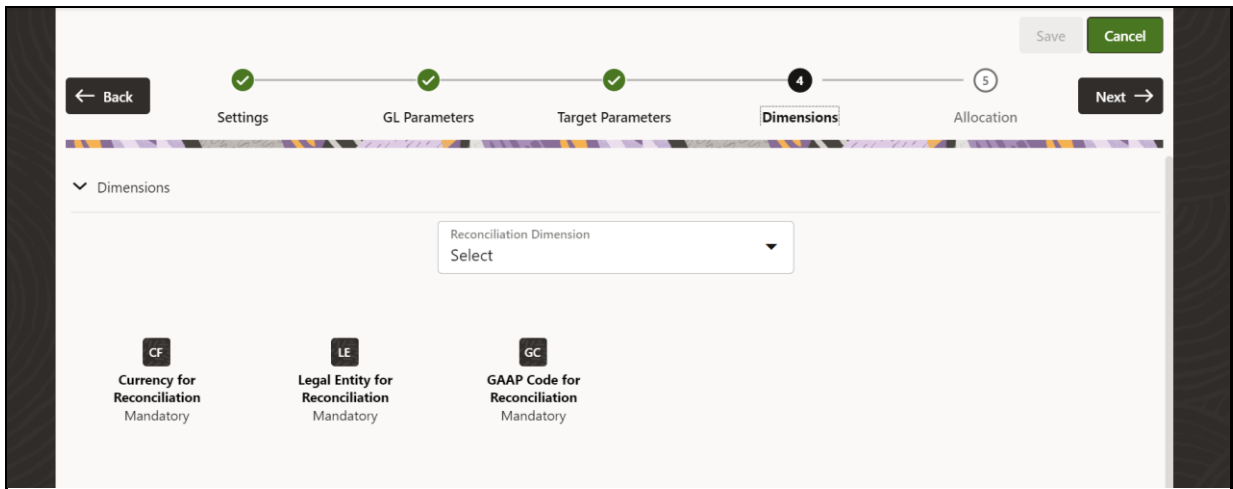 Save Cancel
← Back 4 5 Next →
Settings GL Parameters Target Parameters Dimensions Allocation
Dimensions
Reconciliation Dimension
Select
CF LE GC
Currency for Legal Entity for GAAP Code for
Reconciliation Reconciliation Reconciliation
Mandatory Mandatory Mandatory